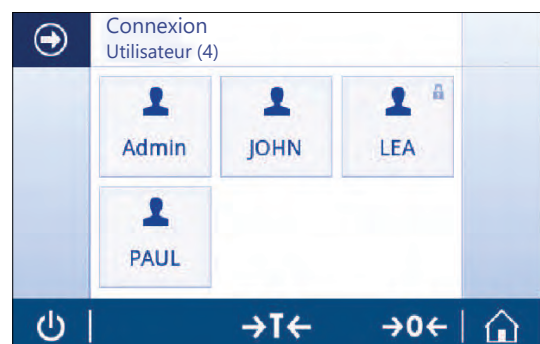 Connexion
Utilisateur (4)
Admin JOHN LEA
PAUL
→T← →0←